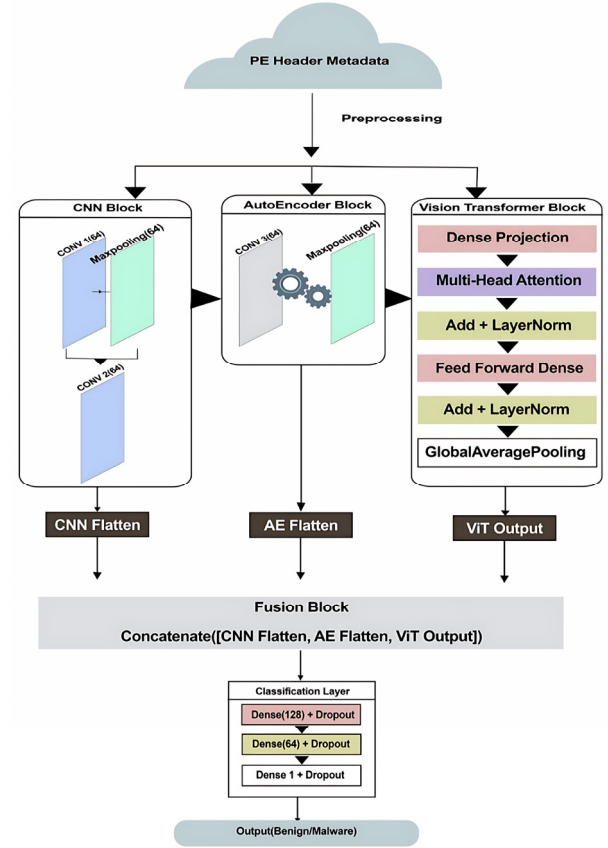 PE Header Metadata
Preprocessing
CNN Block
CONV 1(64)
Maxpooling(64)
CONV 2(64)
AutoEncoder Block
CONV 3(64)
Maxpooling(64)
Vision Transformer Block
Dense Projection
Multi-Head Attention
Add + LayerNorm
Feed Forward Dense
Add + LayerNorm
GlobalAveragePooling
CNN Flatten
AE Flatten
ViT Output
Fusion Block
Concatenate([CNN Flatten, AE Flatten, ViT Output])
Classification Layer
Dense(128) + Dropout
Dense(64) + Dropout
Dense 1 + Dropout
Output(Benign/Malware)